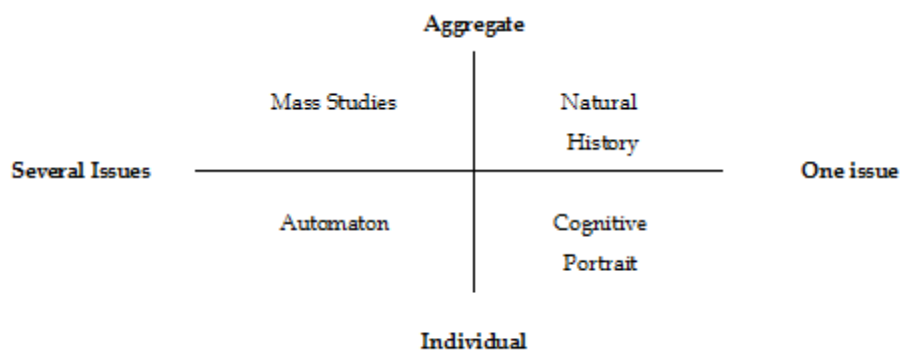 Aggregate
Mass Studies
Natural
History
Several Issues
One issue
Automaton
Cognitive
Portrait
Individual